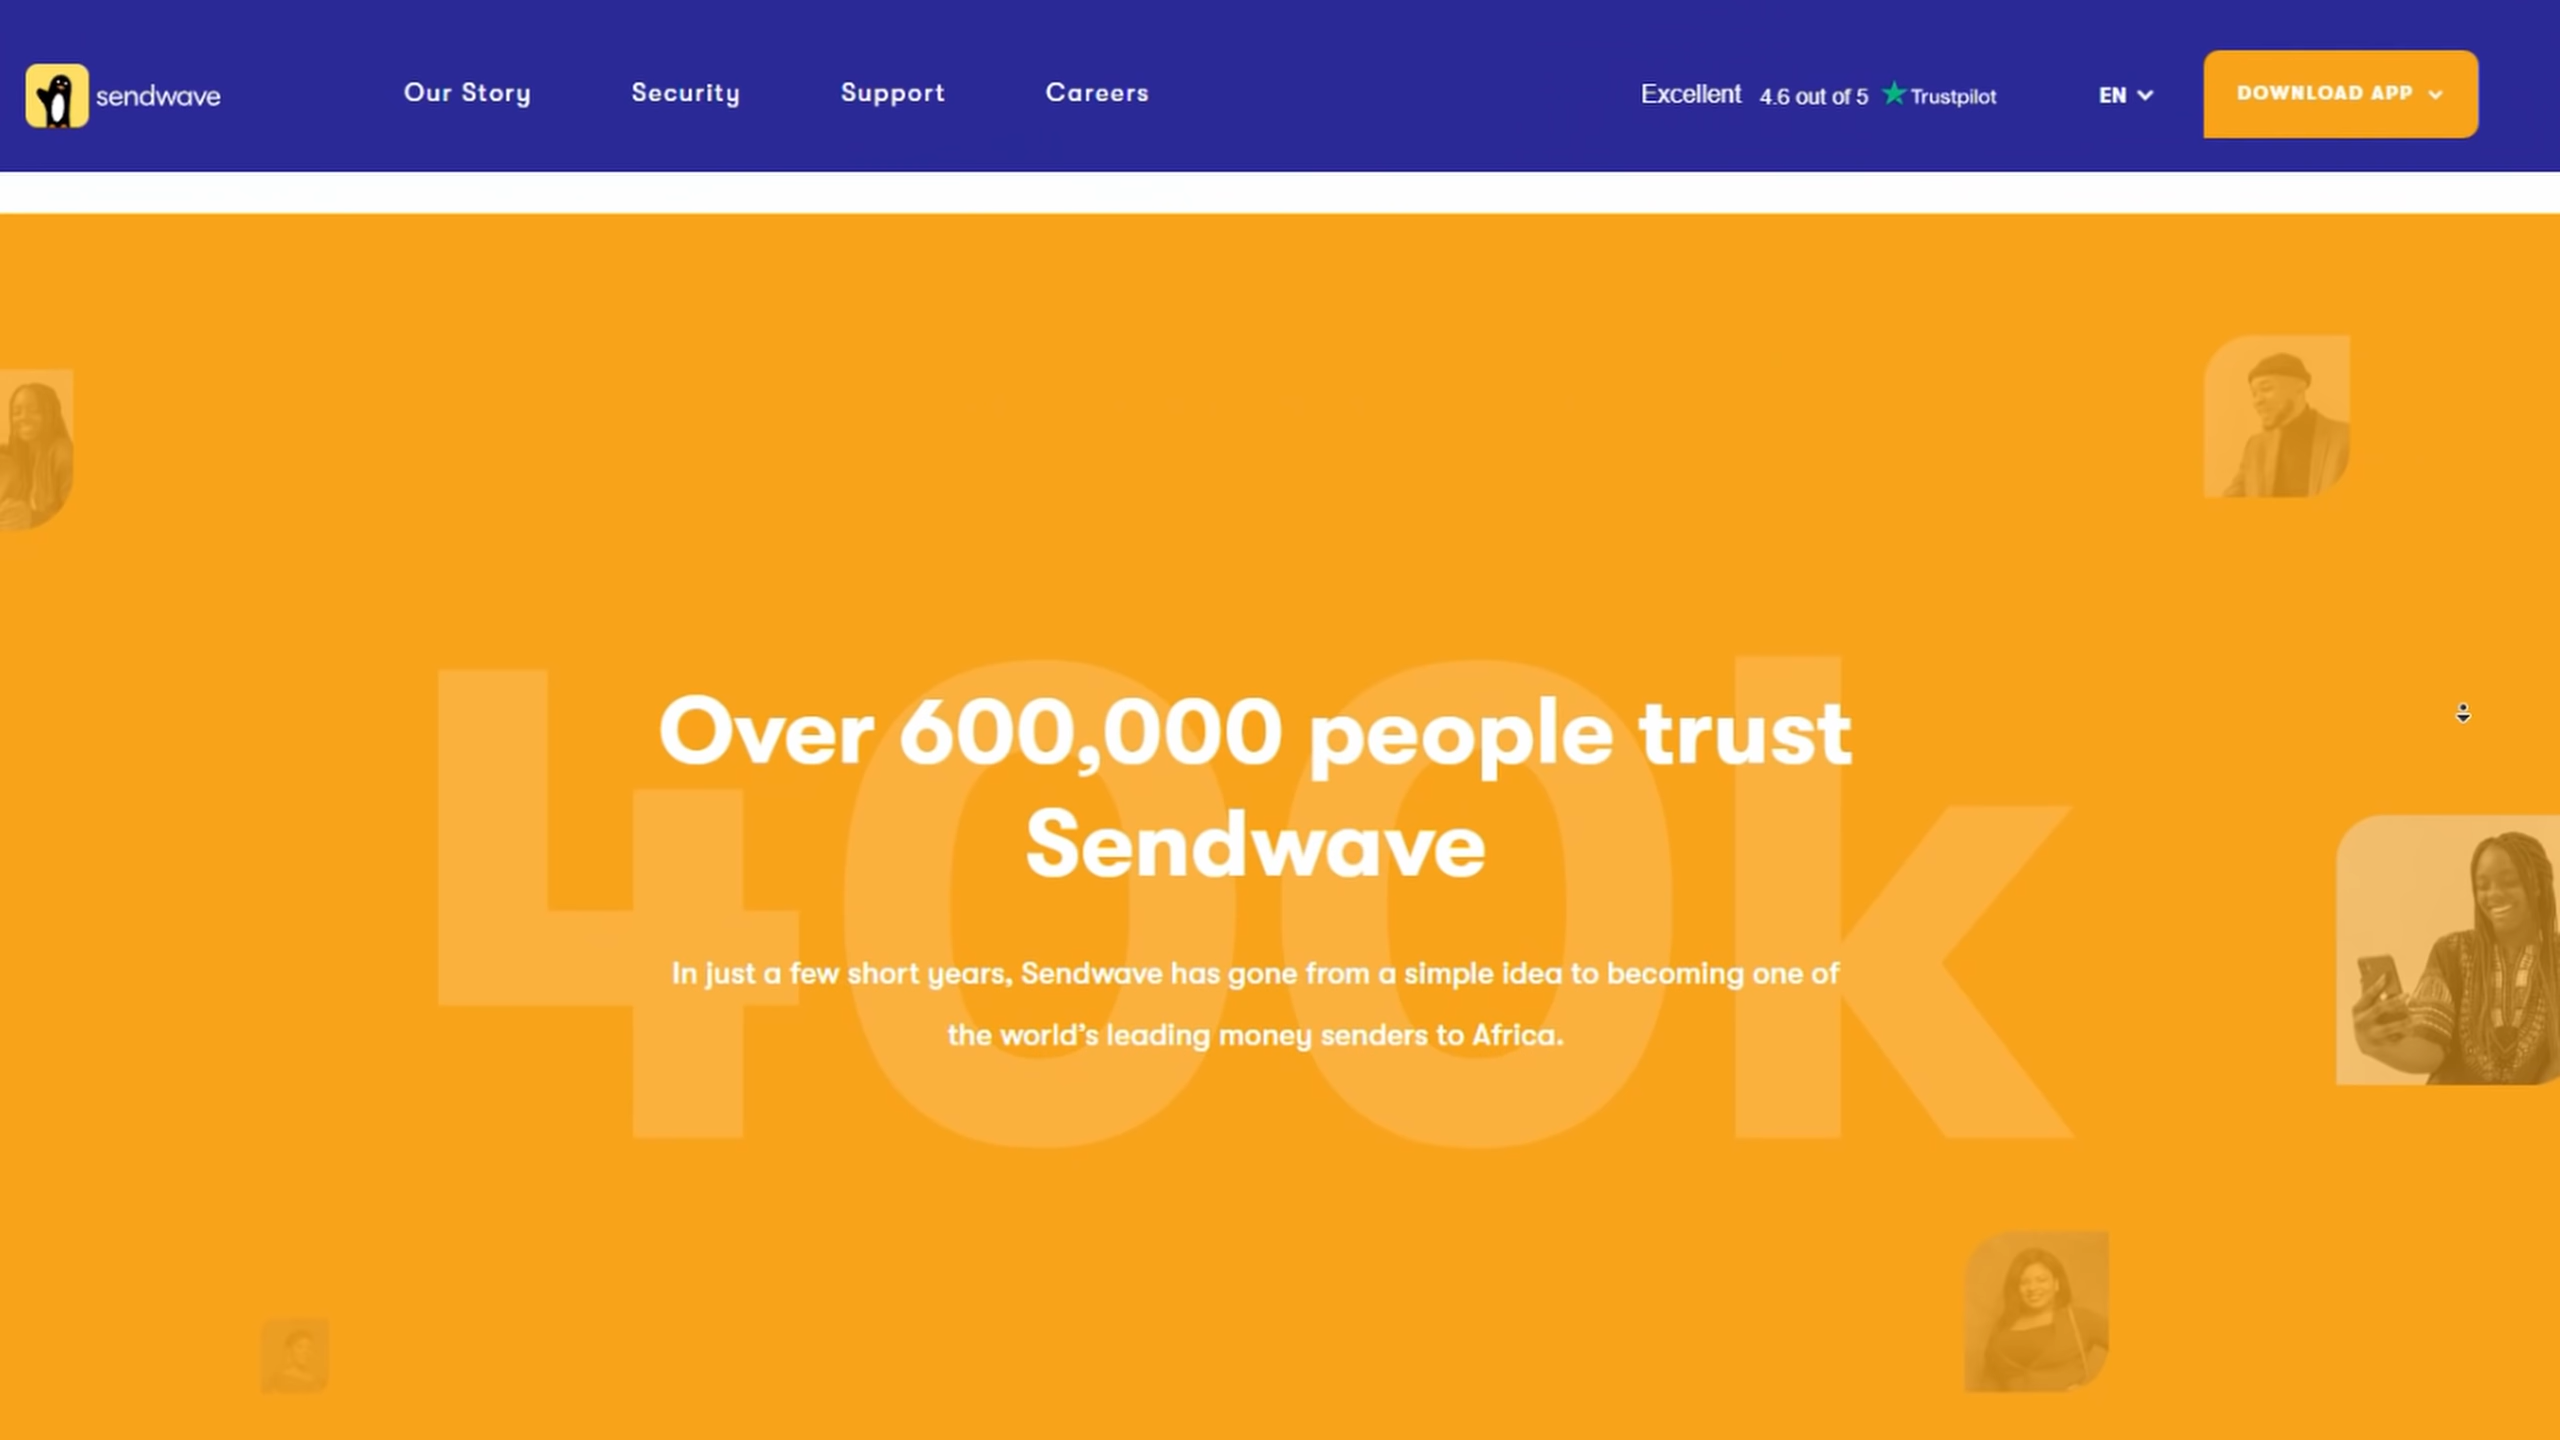 sendwave
Our Story
Security
Support
Careers
Excellent 4.6 out of 5 Trustpilot
EN
DOWNLOAD APP
400k
Over 600,000 people trust
Sendwave
In just a few short years, Sendwave has gone from a simple idea to becoming one of
the world’s leading money senders to Africa.